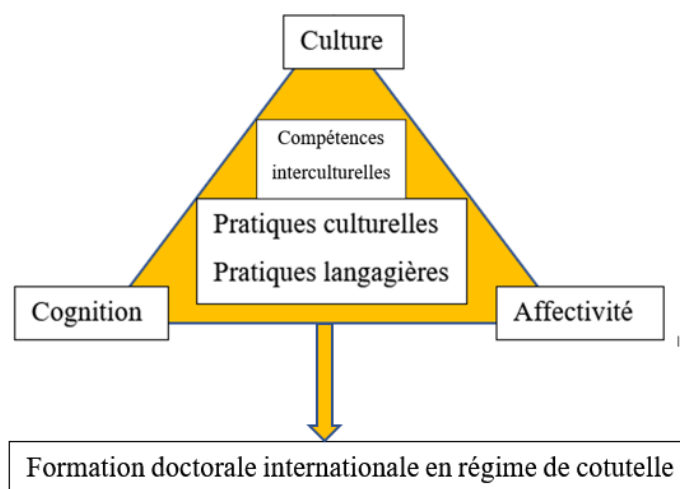 Culture
Compétences
interculturelles
Pratiques culturelles
Pratiques langagières
Cognition
Affectivité
Formation doctorale internationale en régime de cotutelle